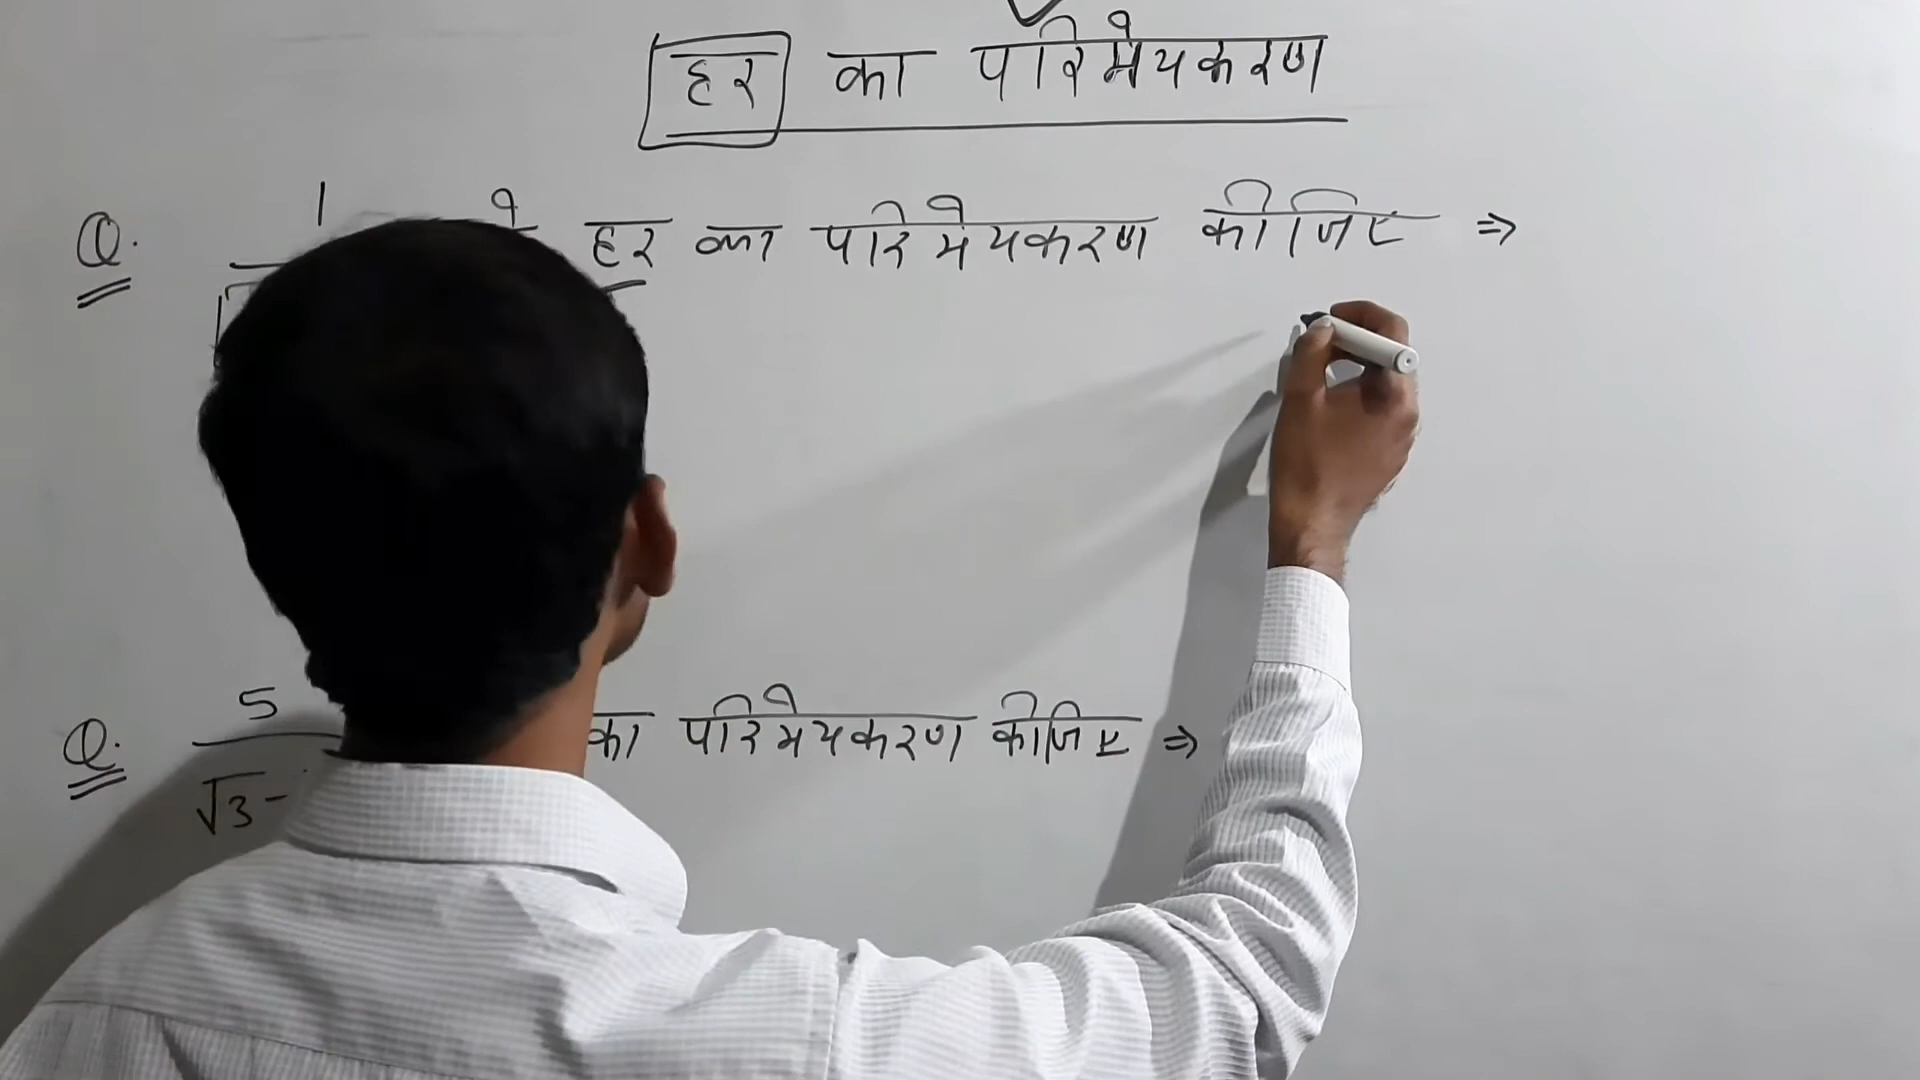 हर का परिमेयकरण
Q. 1 हर का परिमेयकरण कीजिए ⇒
Q. 5 का परिमेयकरण कीजिए ⇒
√3 -